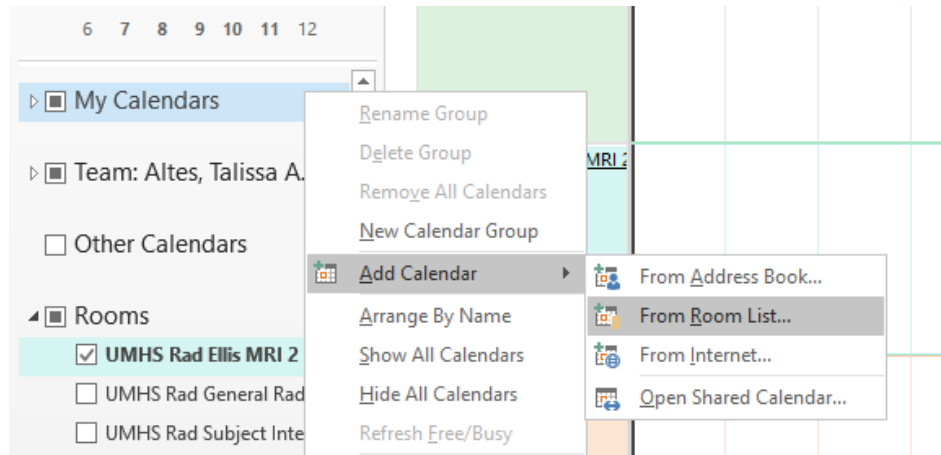 6 7 8 9 10 11 12
My Calendars
Team: Altes, Talissa A.
Other Calendars
Rooms
UMHS Rad Ellis MRI 2
UMHS Rad General Rad
UMHS Rad Subject Inte
Rename Group
Delete Group
Remove All Calendars
New Calendar Group
Add Calendar
Arrange By Name
Show All Calendars
Hide All Calendars
Refresh Free/Busy
MRI 2
From Address Book...
From Room List...
From Internet...
Open Shared Calendar...